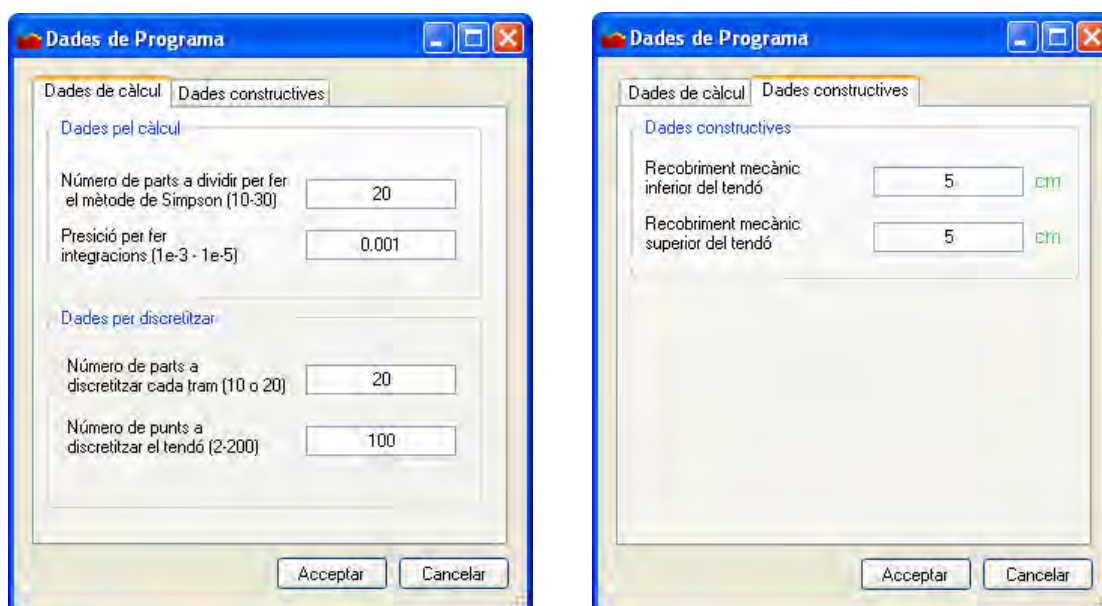 Dades de Programa
Dades de càlcul
Dades constructives
Dades pel càlcul
Número de parts a dividir per fer
el mètode de Simpson (10-30)
20
Presició per fer
integracions (1e-3 - 1e-5)
0.001
Dades per discretitzar
Número de parts a
discretitzar cada tram (10 o 20)
20
Número de punts a
discretitzar el tendó (2-200)
100
Acceptar
Cancelar
Dades de Programa
Dades de càlcul
Dades constructives
Dades constructives
Recobriment mecànic
inferior del tendó
5
cm
Recobriment mecànic
superior del tendó
5
cm
Acceptar
Cancelar